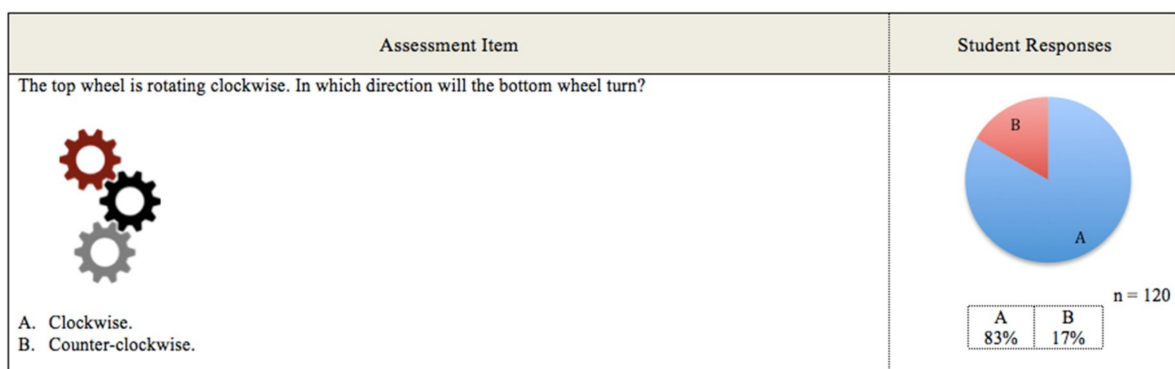 Assessment Item
Student Responses
The top wheel is rotating clockwise. In which direction will the bottom wheel turn?
A. Clockwise.
B. Counter-clockwise.
B
A
n = 120
A B
83% 17%